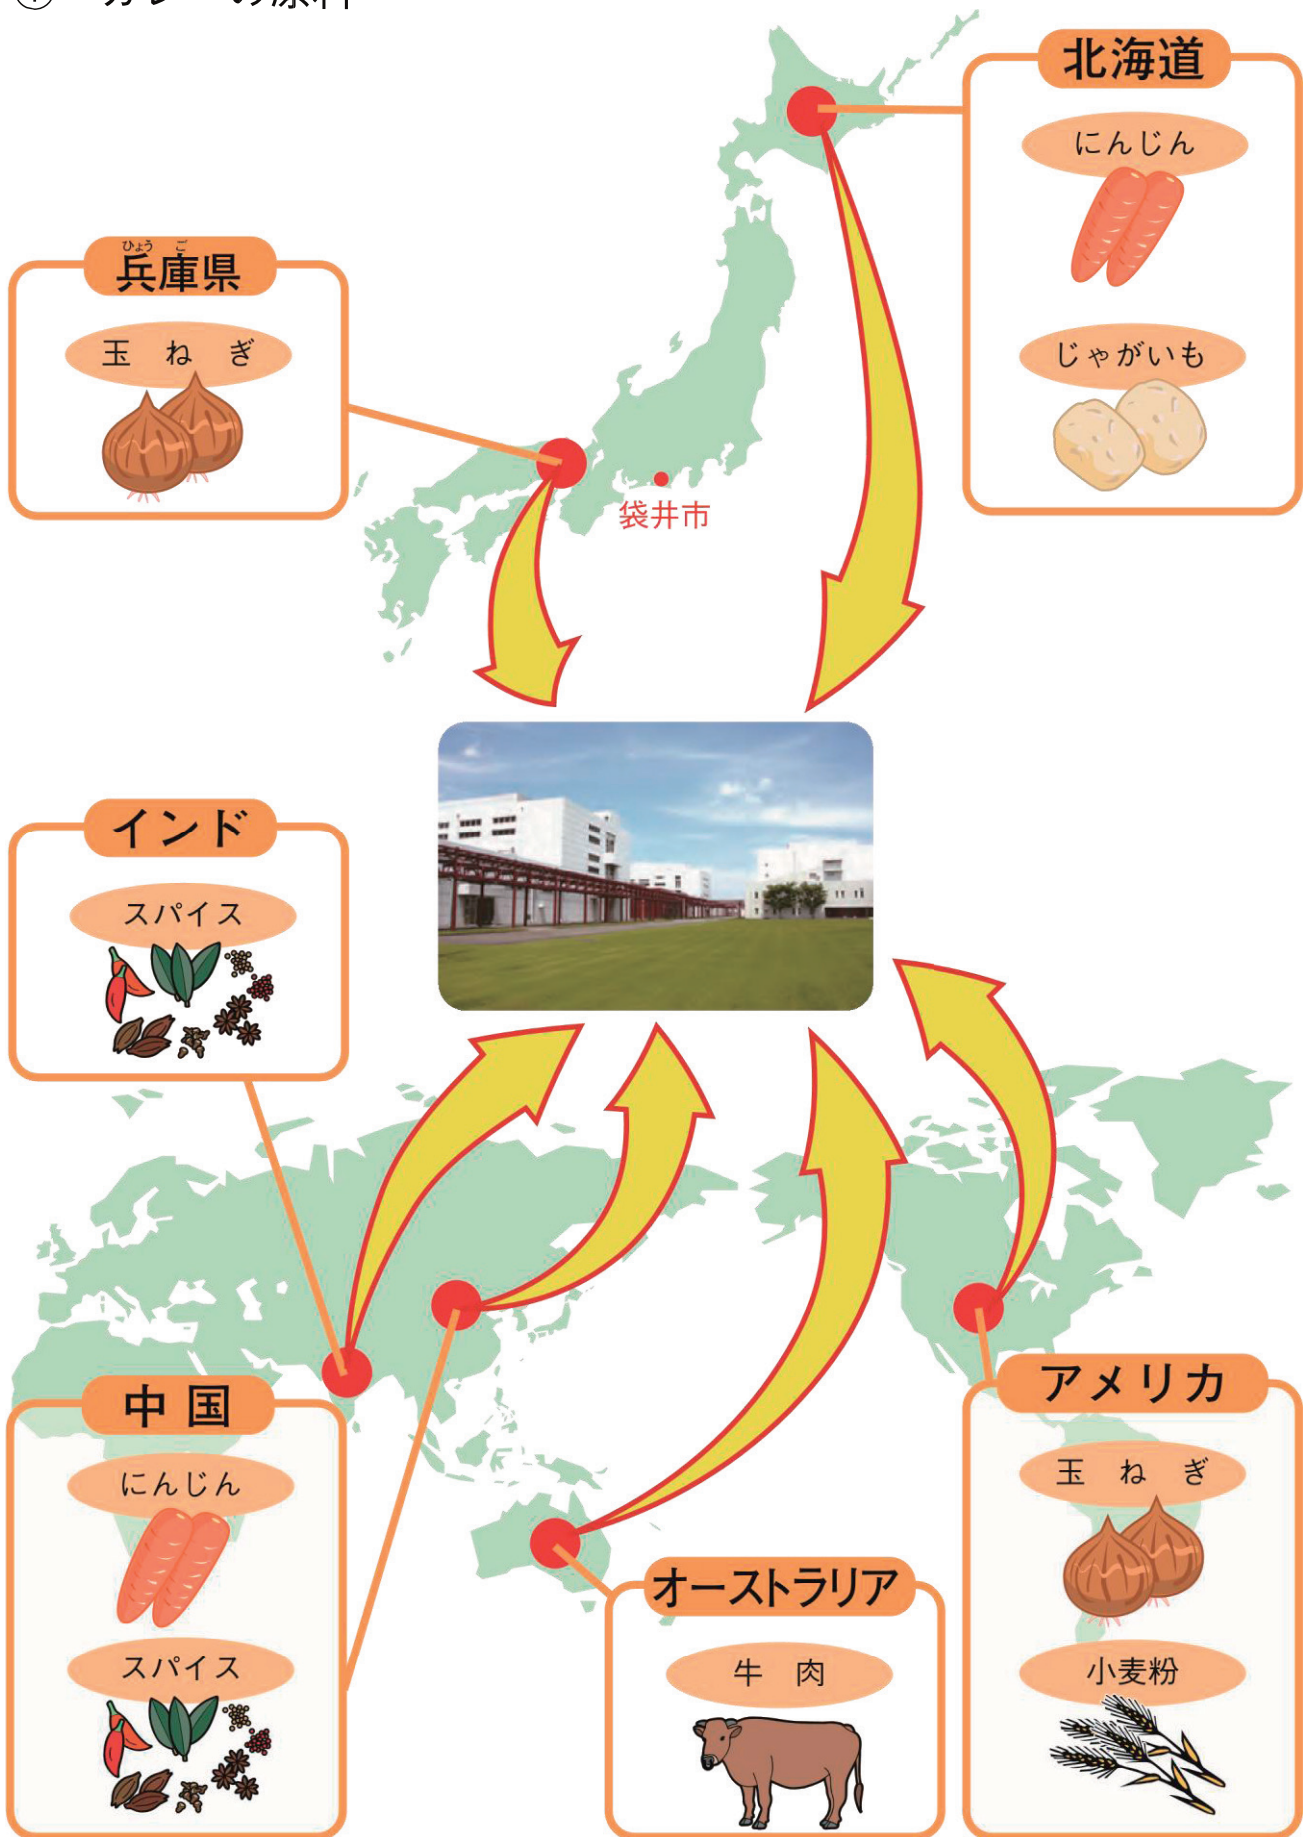 北海道
にんじん
じゃがいも
ひょうご
兵庫県
玉ねぎ
袋井市
インド
スパイス
中国
にんじん
スパイス
オーストラリア
牛肉
アメリカ
玉ねぎ
小麦粉